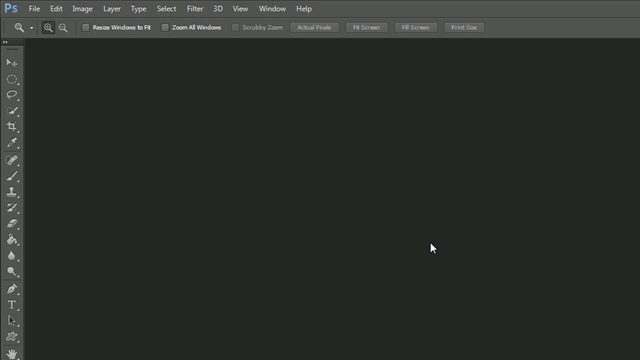 Ps File Edit Image Layer Type Select Filter 3D View Window Help
Resize Windows to Fit Zoom All Windows Scrubby Zoom Actual Pixels Fit Screen Fill Screen Print Size
T